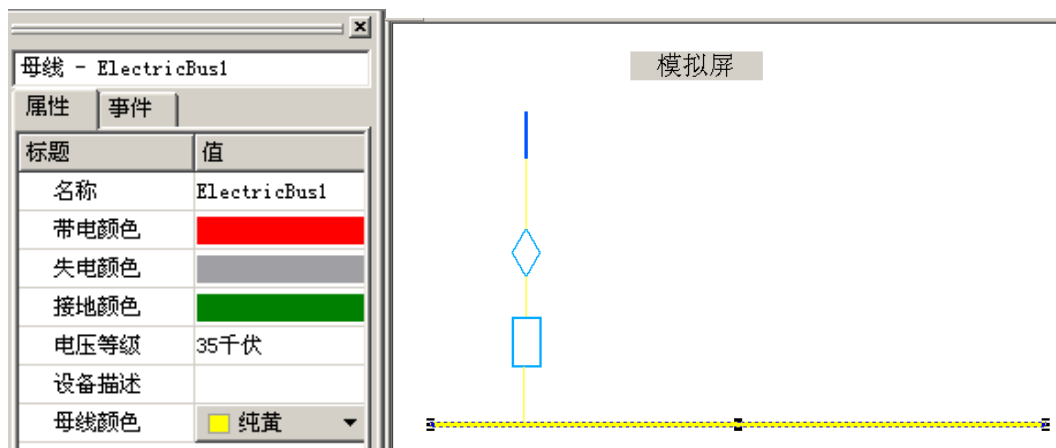 母线 - ElectricBus1
属性 事件
标题 值
名称 ElectricBus1
带电颜色
失电颜色
接地颜色
电压等级 35千伏
设备描述
母线颜色 纯黄
模拟屏